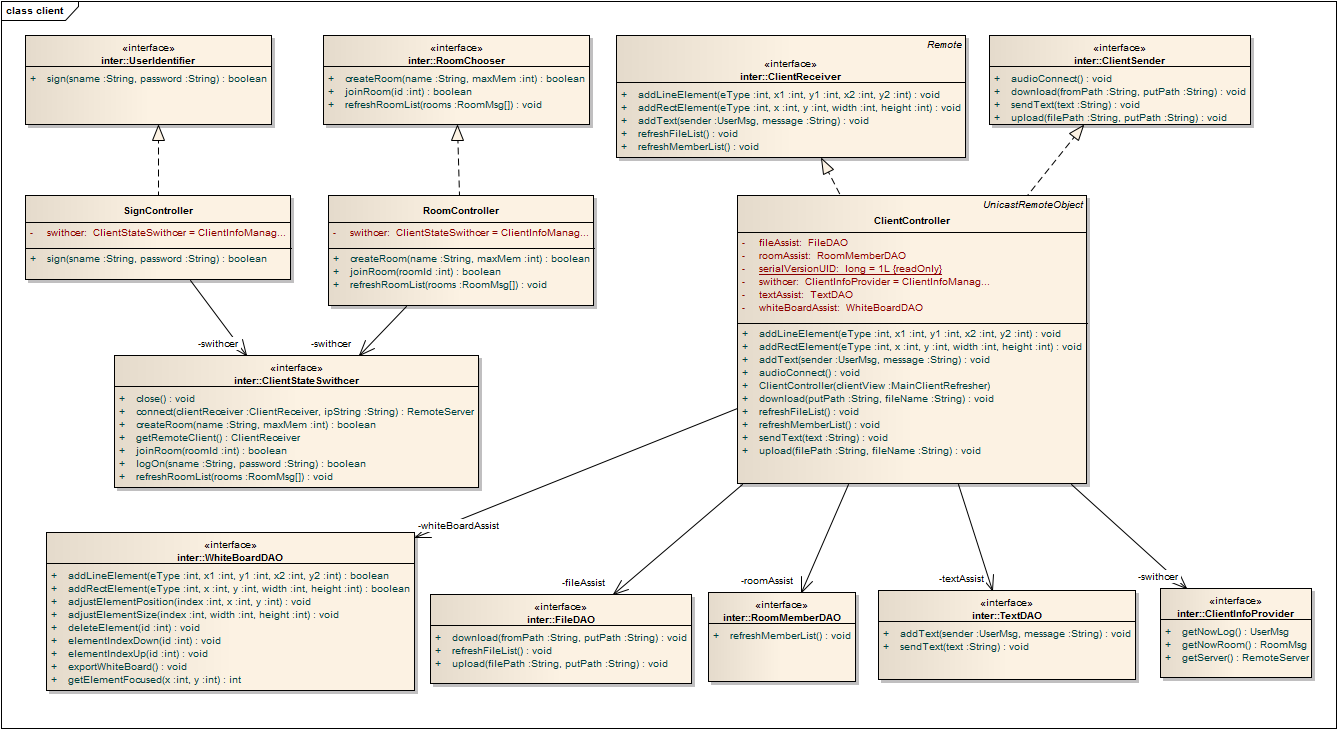 class client
«interface»
inter::UserIdentifier
+ sign(sname :String, password :String) : boolean
«interface»
inter::RoomChooser
+ createRoom(name :String, maxMem :int) : boolean
+ joinRoom(id :int) : boolean
+ refreshRoomList(rooms :RoomMsg[]) : void
Remote
«interface»
inter::ClientReceiver
+ addLineElement(eType :int, x1 :int, y1 :int, x2 :int, y2 :int) : void
+ addRectElement(eType :int, x :int, y :int, width :int, height :int) : void
+ addText(sender :UserMsg, message :String) : void
+ refreshFileList() : void
+ refreshMemberList() : void
«interface»
inter::ClientSender
+ audioConnect() : void
+ download(fromPath :String, putPath :String) : void
+ sendText(text :String) : void
+ upload(filePath :String, putPath :String) : void
SignController
- swithcer: ClientStateSwithcer = ClientInfoManag...
+ sign(sname :String, password :String) : boolean
RoomController
- swithcer: ClientStateSwithcer = ClientInfoManag...
+ createRoom(name :String, maxMem :int) : boolean
+ joinRoom(roomId :int) : boolean
+ refreshRoomList(rooms :RoomMsg[]) : void
UnicastRemoteObject
ClientController
- fileAssist: FileDAO
- roomAssist: RoomMemberDAO
- serialVersionUID: long = 1L {readOnly}
- swithcer: ClientInfoProvider = ClientInfoManag...
- textAssist: TextDAO
- whiteBoardAssist: WhiteBoardDAO
+ addLineElement(eType :int, x1 :int, y1 :int, x2 :int, y2 :int) : void
+ addRectElement(eType :int, x :int, y :int, width :int, height :int) : void
+ addText(sender :UserMsg, message :String) : void
+ audioConnect() : void
+ ClientController(clientView :MainClientRefresher)
+ download(putPath :String, fileName :String) : void
+ refreshFileList() : void
+ refreshMemberList() : void
+ sendText(text :String) : void
+ upload(filePath :String, fileName :String) : void
-swithcer
-swithcer
«interface»
inter::ClientStateSwithcer
+ close() : void
+ connect(clientReceiver :ClientReceiver, ipString :String) : RemoteServer
+ createRoom(name :String, maxMem :int) : boolean
+ getRemoteClient() : ClientReceiver
+ joinRoom(roomId :int) : boolean
+ logOn(sname :String, password :String) : boolean
+ refreshRoomList(rooms :RoomMsg[]) : void
-whiteBoardAssist
-fileAssist
-roomAssist
-textAssist
-swithcer
«interface»
inter::WhiteBoardDAO
+ addLineElement(eType :int, x1 :int, y1 :int, x2 :int, y2 :int) : boolean
+ addRectElement(eType :int, x :int, y :int, width :int, height :int) : boolean
+ adjustElementPosition(index :int, x :int, y :int) : void
+ adjustElementSize(index :int, width :int, height :int) : void
+ deleteElement(id :int) : void
+ elementIndexDown(id :int) : void
+ elementIndexUp(id :int) : void
+ exportWhiteBoard() : void
+ getElementFocused(x :int, y :int) : int
«interface»
inter::FileDAO
+ download(fromPath :String, putPath :String) : void
+ refreshFileList() : void
+ upload(filePath :String, putPath :String) : void
«interface»
inter::RoomMemberDAO
+ refreshMemberList() : void
«interface»
inter::TextDAO
+ addText(sender :UserMsg, message :String) : void
+ sendText(text :String) : void
«interface»
inter::ClientInfoProvider
+ getNowLog() : UserMsg
+ getNowRoom() : RoomMsg
+ getServer() : RemoteServer